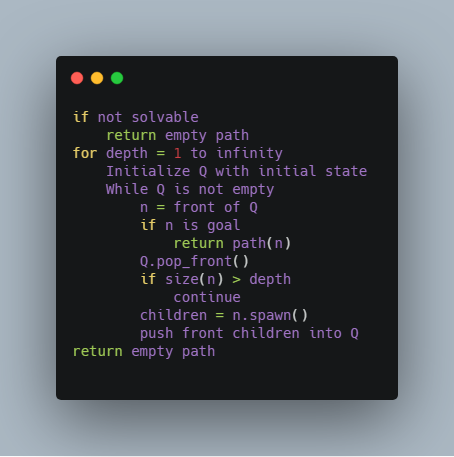 if not solvable
    return empty path
for depth = 1 to infinity
    Initialize Q with initial state
    While Q is not empty
        n = front of Q
        if n is goal
            return path(n)
        Q.pop_front()
        if size(n) > depth
            continue
        children = n.spawn()
        push front children into Q
return empty path